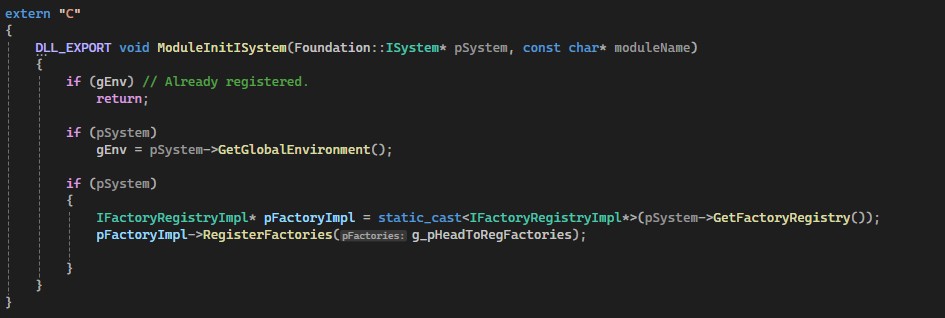 extern "C"
{
    DLL_EXPORT void ModuleInitISystem(Foundation::ISystem* pSystem, const char* moduleName)
    {
        if (gEnv) // Already registered.
            return;

        if (pSystem)
            gEnv = pSystem->GetGlobalEnvironment();

        if (pSystem)
        {
            IFactoryRegistryImpl* pFactoryImpl = static_cast<IFactoryRegistryImpl*>(pSystem->GetFactoryRegistry());
            pFactoryImpl->RegisterFactories(pFactories: g_pHeadToRegFactories);

        }
    }
}